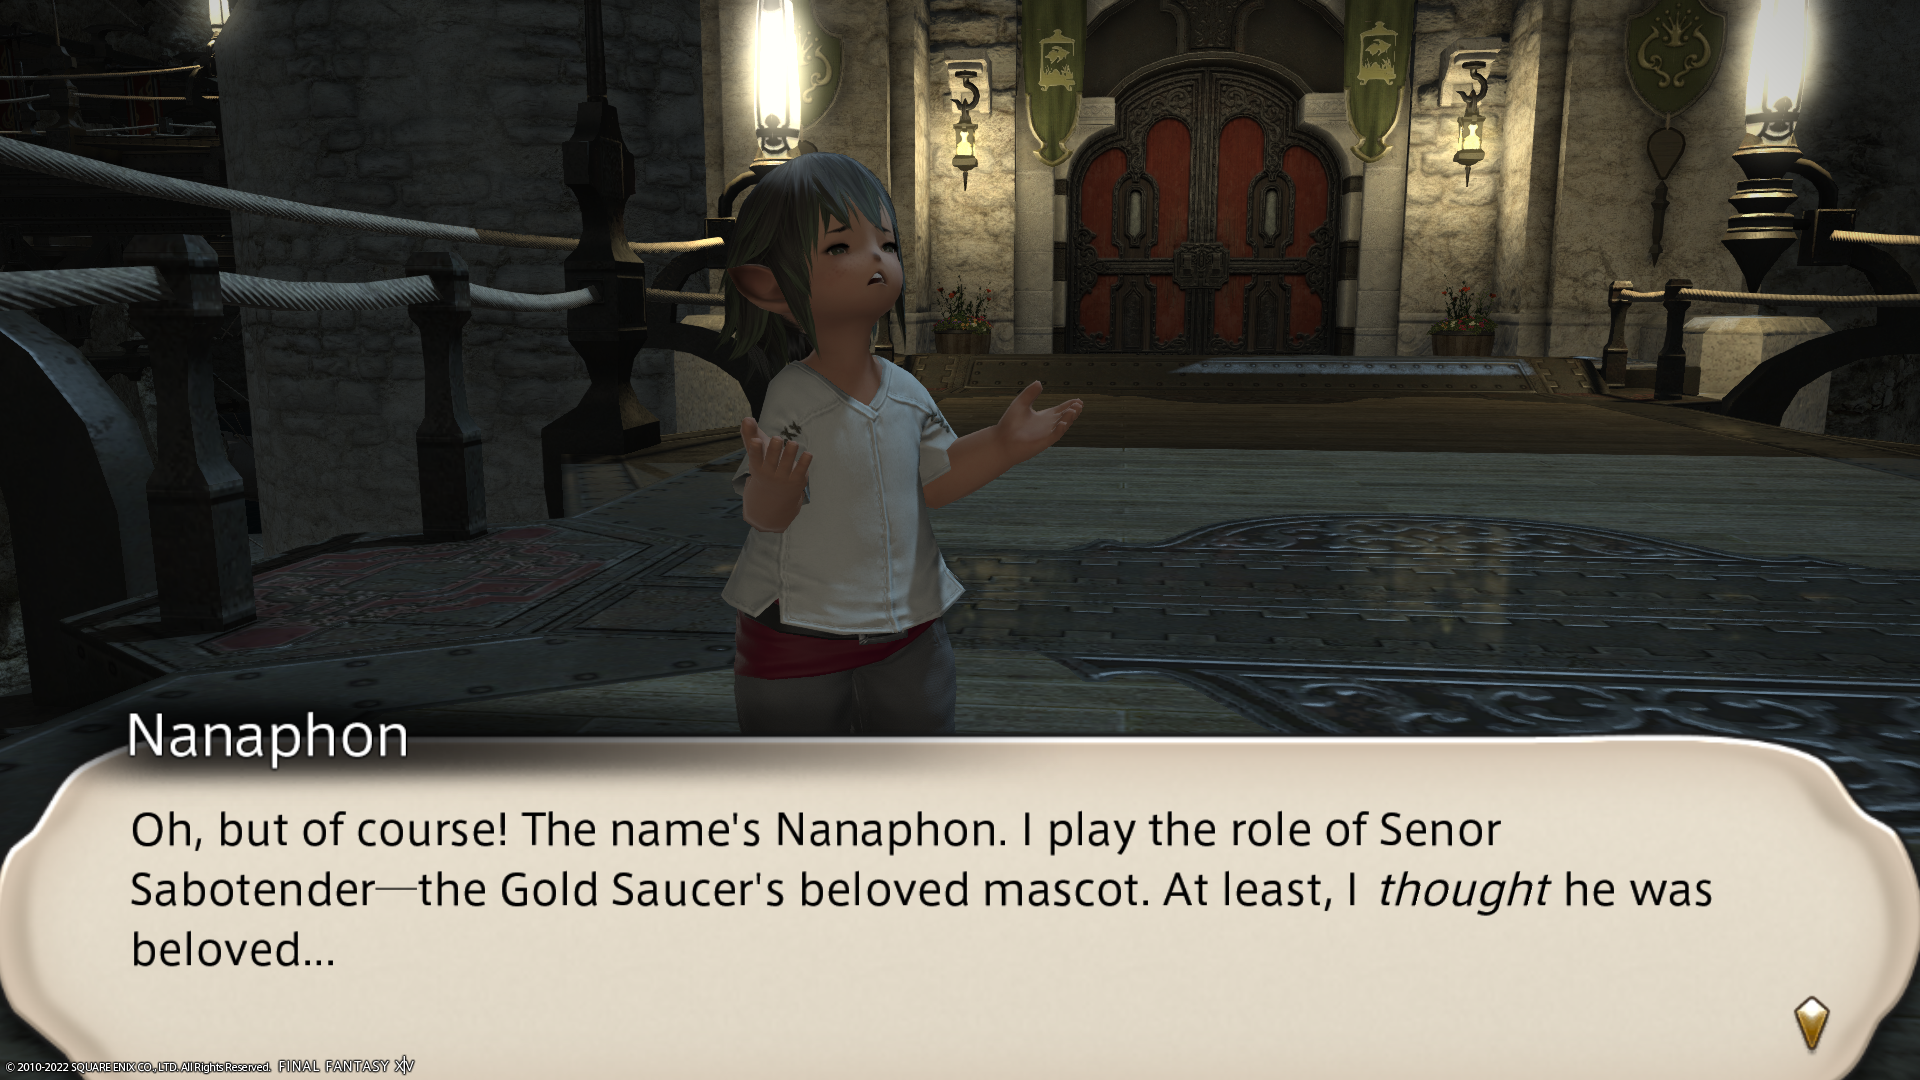 Nanaphon
Oh, but of course! The name's Nanaphon. I play the role of Senor
Sabotender—the Gold Saucer's beloved mascot. At least, I thought he was
beloved...
© 2010-2022 SQUARE ENIX CO., LTD. All Rights Reserved. FINAL FANTASY XIV